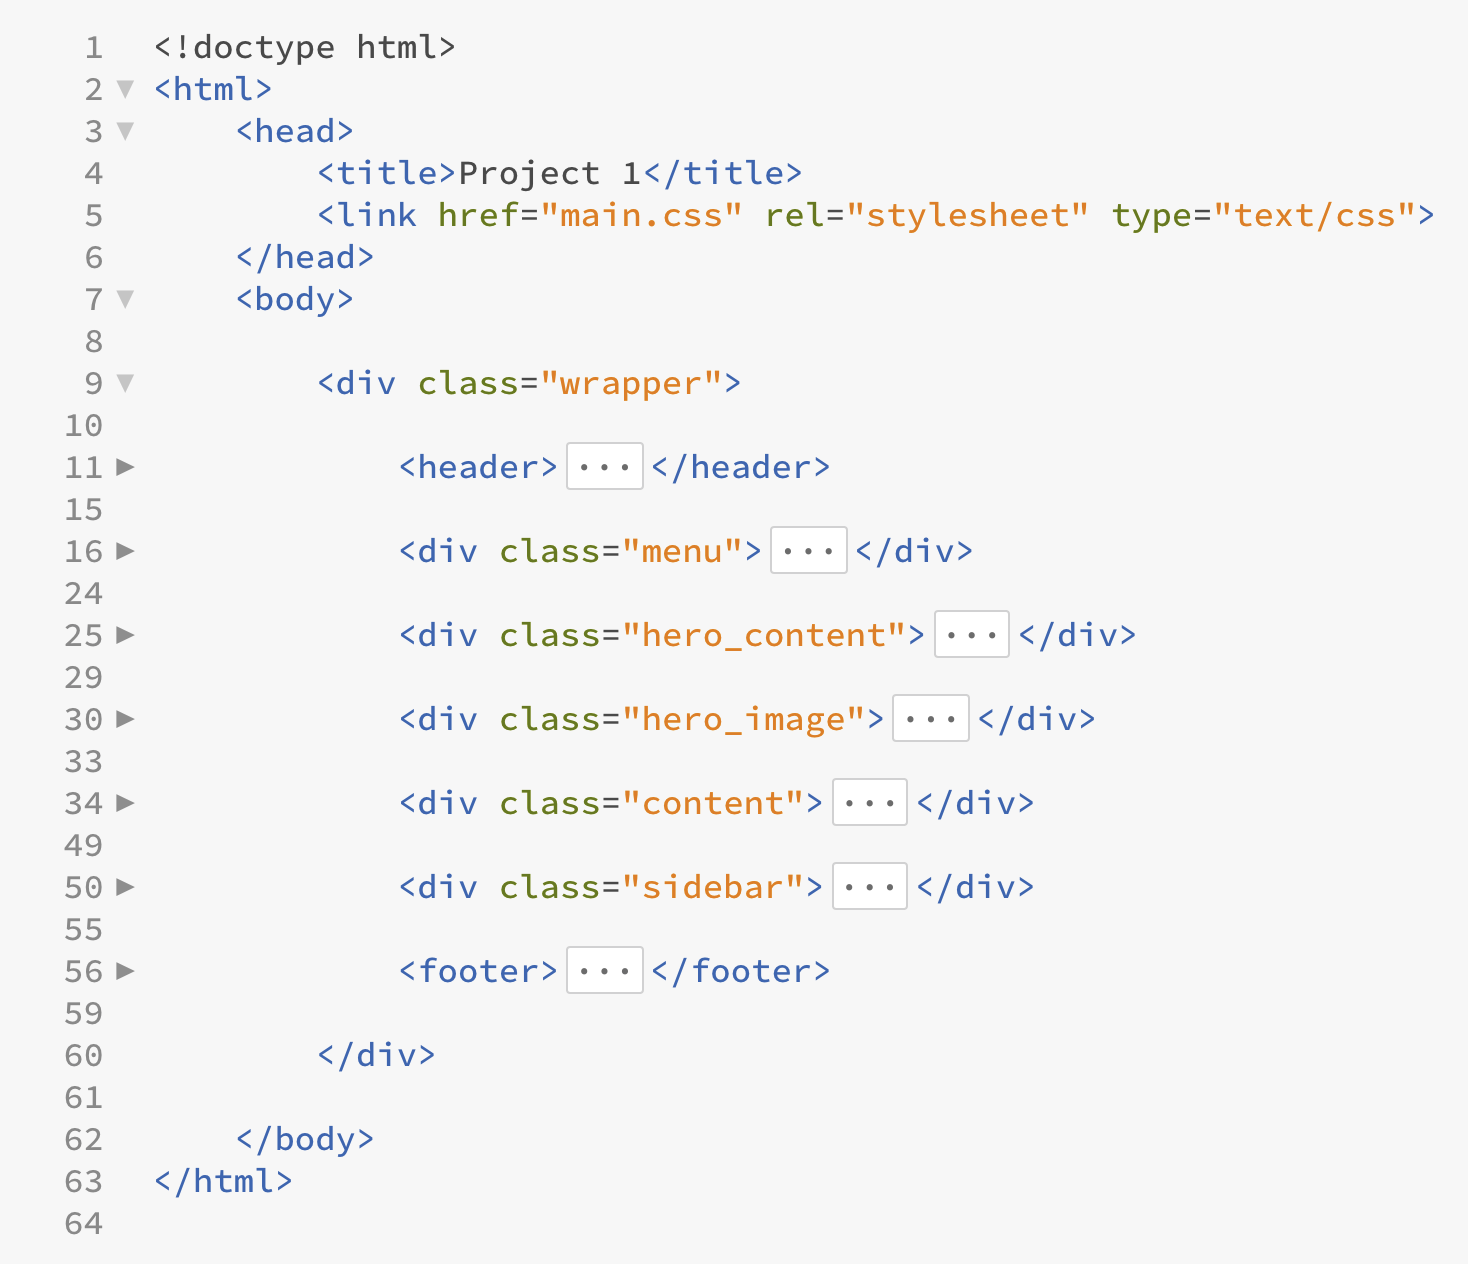 1 <!doctype html>
2 ▼ <html>
3 ▼ <head>
4 <title>Project 1</title>
5 <link href="main.css" rel="stylesheet" type="text/css">
6 </head>
7 ▼ <body>
8
9 ▼ <div class="wrapper">
10
11 ▶ <header>•••</header>
15
16 ▶ <div class="menu">•••</div>
24
25 ▶ <div class="hero_content">•••</div>
29
30 ▶ <div class="hero_image">•••</div>
33
34 ▶ <div class="content">•••</div>
49
50 ▶ <div class="sidebar">•••</div>
55
56 ▶ <footer>•••</footer>
59
60 </div>
61
62 </body>
63 </html>
64